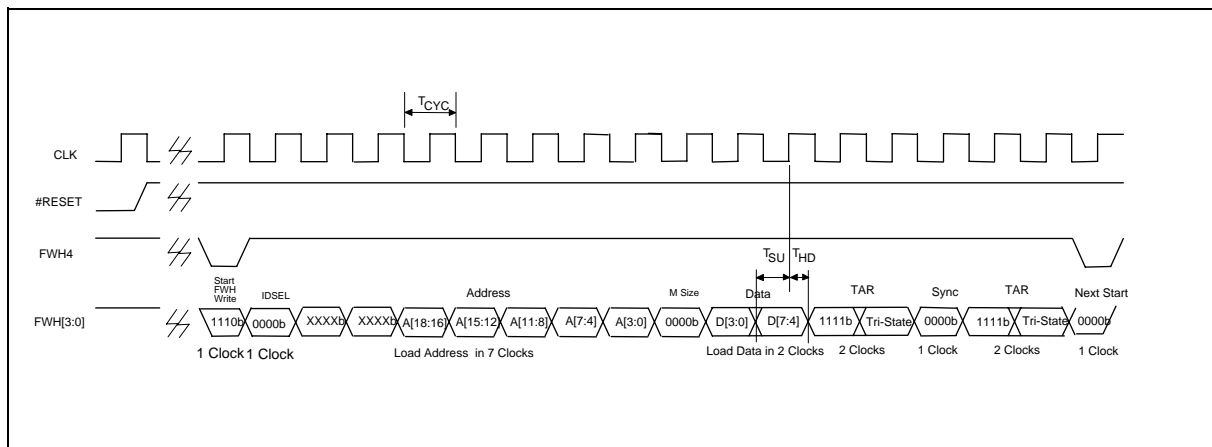 TCYC
CLK
#RESET
FWH4
TSU THD
Start FWH Write
IDSEL
Address
M Size
Data
TAR
Sync
TAR
Next Start
FWH[3:0]
1110b 0000b XXXXb XXXXb A[18:16] A[15:12] A[11:8] A[7:4] A[3:0] 0000b D[3:0] D[7:4] 1111b Tri-State 0000b 1111b Tri-State 0000b
1 Clock 1 Clock Load Address in 7 Clocks Load Data in 2 Clocks 2 Clocks 1 Clock 2 Clocks 1 Clock